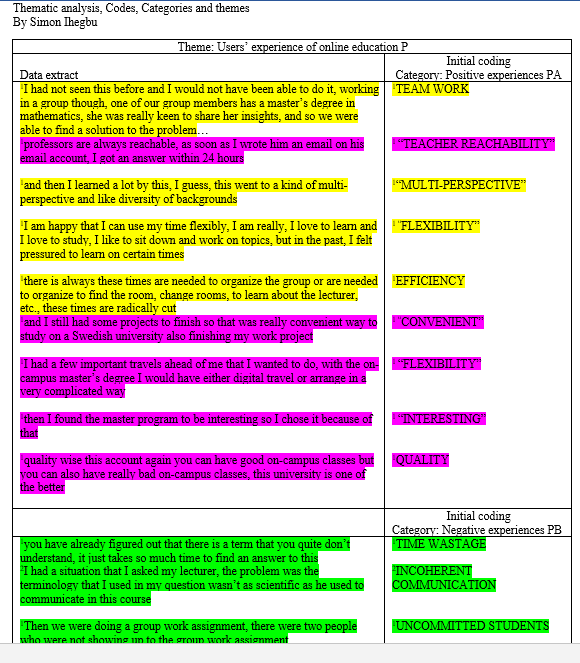 Thematic analysis, Codes, Categories and themes
By Simon Ihegbu
Theme: Users' experience of online education P
Data extract
Initial coding
Category: Positive experiences PA
¹I had not seen this before and I would not have been able to do it, working
in a group though, one of our group members has a master's degree in
mathematics, she was really keen to share her insights, and so we were
able to find a solution to the problem…
¹TEAM WORK
professors are always reachable, as soon as I wrote him an email on his
email account, I got an answer within 24 hours
"TEACHER REACHABILITY"
¹and then I learned a lot by this, I guess, this went to a kind of multi-
perspective and like diversity of backgrounds
¹"MULTI-PERSPECTIVE"
¹I am happy that I can use my time flexibly, I am really, I love to learn and
I love to study, I like to sit down and work on topics, but in the past, I felt
pressured to learn on certain times
¹"FLEXIBILITY"
¹there is always these times are needed to organize the group or are needed
to organize to find the room, change rooms, to learn about the lecturer,
etc., these times are radically cut
¹EFFICIENCY
and I still had some projects to finish so that was really convenient way to
study on a Swedish university also finishing my work project
"CONVENIENT"
I had a few important travels ahead of me that I wanted to do, with the on-
campus master's degree I would have either digital travel or arrange in a
very complicated way
"FLEXIBILITY"
then I found the master program to be interesting so I chose it because of
that
"INTERESTING"
quality wise this account again you can have good on-campus classes but
you can also have really bad on-campus classes, this university is one of
the better
QUALITY
Initial coding
Category: Negative experiences PB
you have already figured out that there is a term that you quite don't
understand, it just takes so much time to find an answer to this
TIME WASTAGE
I had a situation that I asked my lecturer, the problem was the
terminology that I used in my question wasn't as scientific as he used to
communicate in this course
INCOHERENT
COMMUNICATION
Then we were doing a group work assignment, there were two people
who were not showing up to the group work assignment
UNCOMMITTED STUDENTS